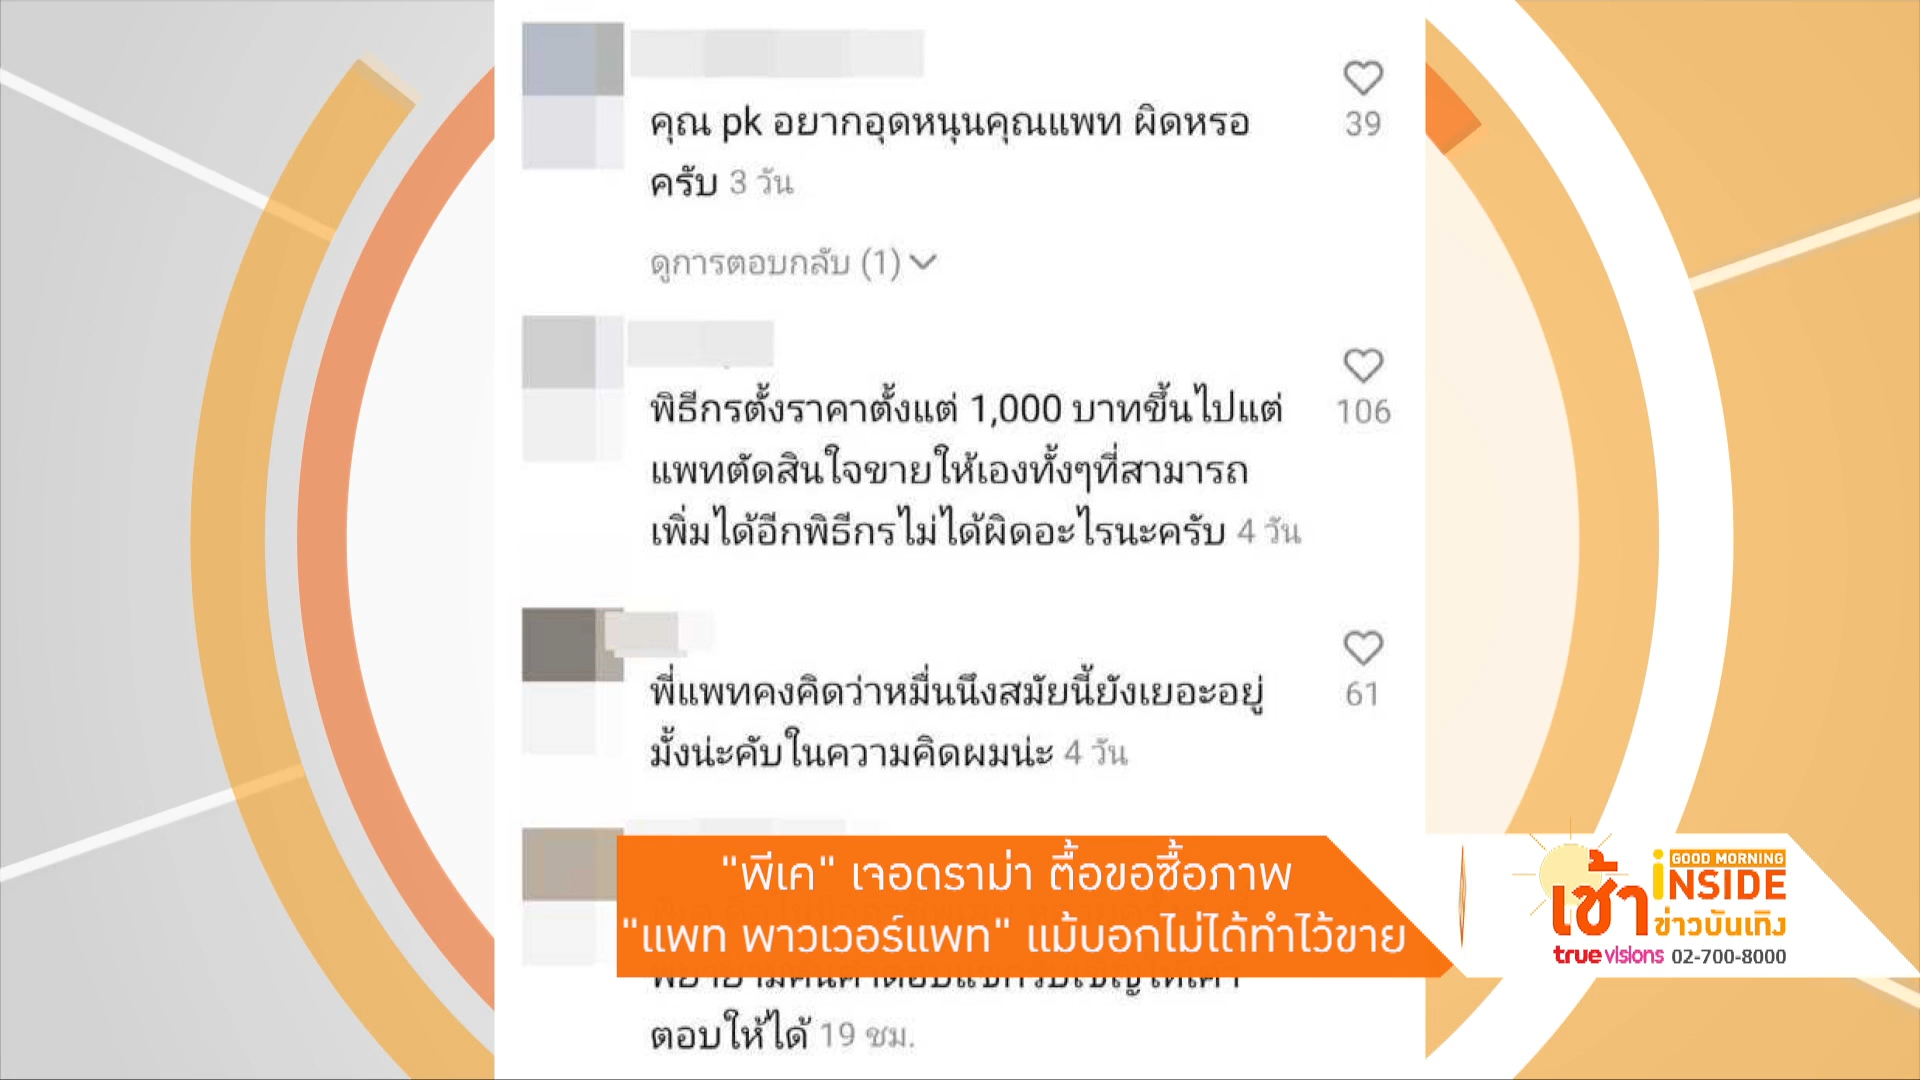 คุณ pk อยากอุดหนุนคุณแพท ผิดหรอ
39
ครับ 3 วัน
ดูการตอบกลับ (1)
พิธีกรตั้งราคาตั้งแต่ 1,000 บาทขึ้นไปแต่
106
แพทตัดสินใจขายให้เองทั้งๆที่สามารถ
เพิ่มได้อีกพิธีกรไม่ได้ผิดอะไรนะครับ 4 วัน
พี่แพทคงคิดว่าหมื่นนึงสมัยนี้ยังเยอะอยู่
61
มั้งน่ะคับในความคิดผมน่ะ 4 วัน
"พีเค" เจอดราม่า ตื้อขอซื้อภาพ
"แพท พาวเวอร์แพท" แม้บอกไม่ได้ทำไว้ขาย
ตอบให้ได้ 19 ชม.
GOOD MORNING
เช้า iNSIDE
ข่าวบันเทิง
truevisions 02-700-8000